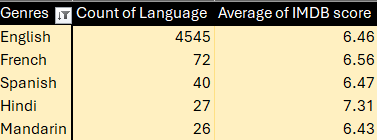 Genres Count of Language Average of IMDB score
English 4545 6.46
French 72 6.56
Spanish 40 6.47
Hindi 27 7.31
Mandarin 26 6.43